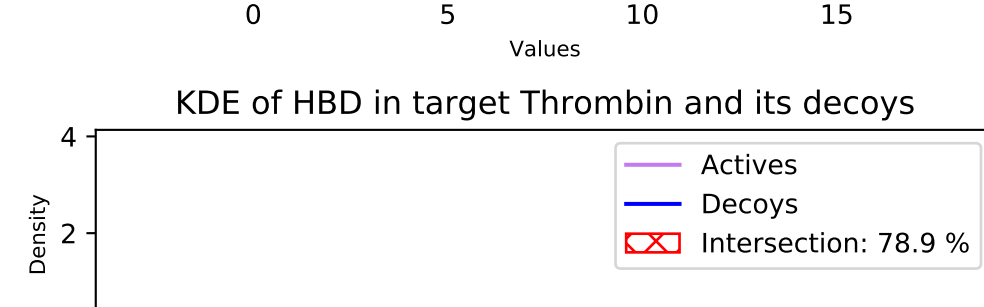 0 5 10 15
Values
KDE of HBD in target Thrombin and its decoys
4
Actives
Density
Decoys
2
Intersection: 78.9 %